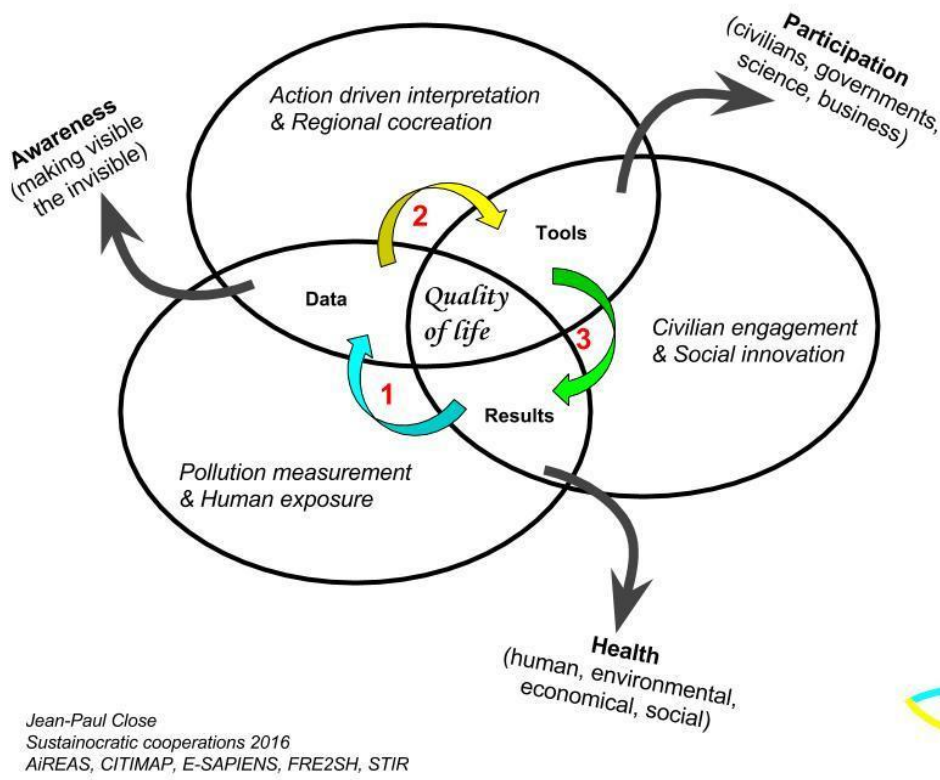 Participation
(civilians, governments,
science, business)
Action driven interpretation
& Regional cocreation
Awareness
(making visible
the invisible)
2
Tools
Data
Quality
of life
3
Civilian engagement
& Social innovation
1
Results
Pollution measurement
& Human exposure
Health
(human, environmental,
economical, social)
Jean-Paul Close
Sustainocratic cooperations 2016
AiREAS, CITIMAP, E-SAPIENS, FRE2SH, STIR